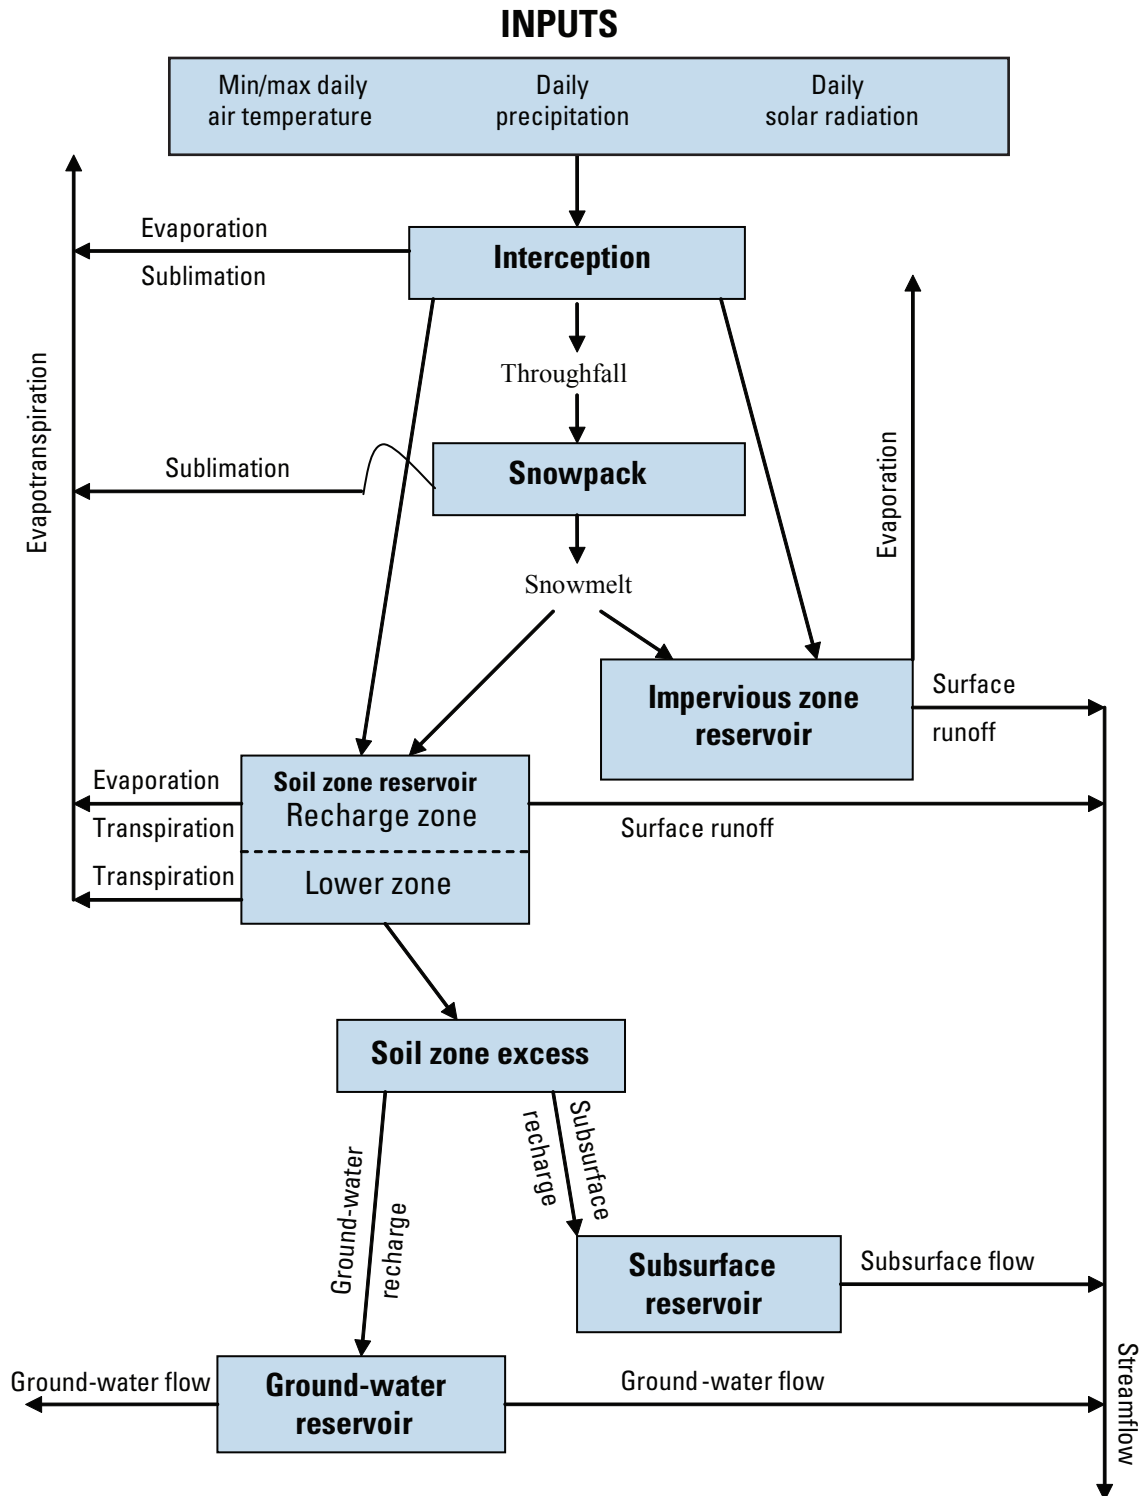 INPUTS
Min/max daily
air temperature
Daily
precipitation
Daily
solar radiation
Evaporation
Sublimation
Interception
Throughfall
Evapotranspiration
Sublimation
Snowpack
Evaporation
Snowmelt
Impervious zone
reservoir
Surface
runoff
Evaporation
Transpiration
Soil zone reservoir
Recharge zone
Surface runoff
Transpiration
Lower zone
Soil zone excess
Ground-water
recharge
Subsurface
recharge
Subsurface
reservoir
Subsurface flow
Ground-water flow
Ground-water
reservoir
Ground-water flow
Streamflow